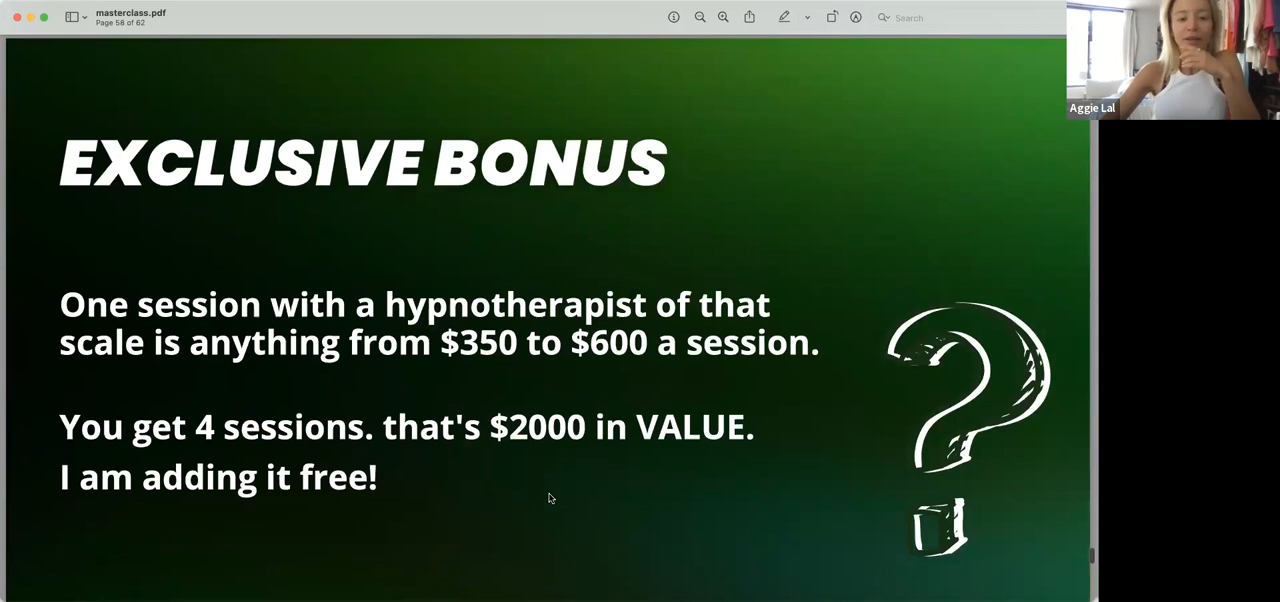 masterclass.pdf
Page 58 of 62
Search
Aggie Lal
EXCLUSIVE BONUS
One session with a hypnotherapist of that
scale is anything from $350 to $600 a session.
You get 4 sessions. that's $2000 in VALUE.
I am adding it free!
?